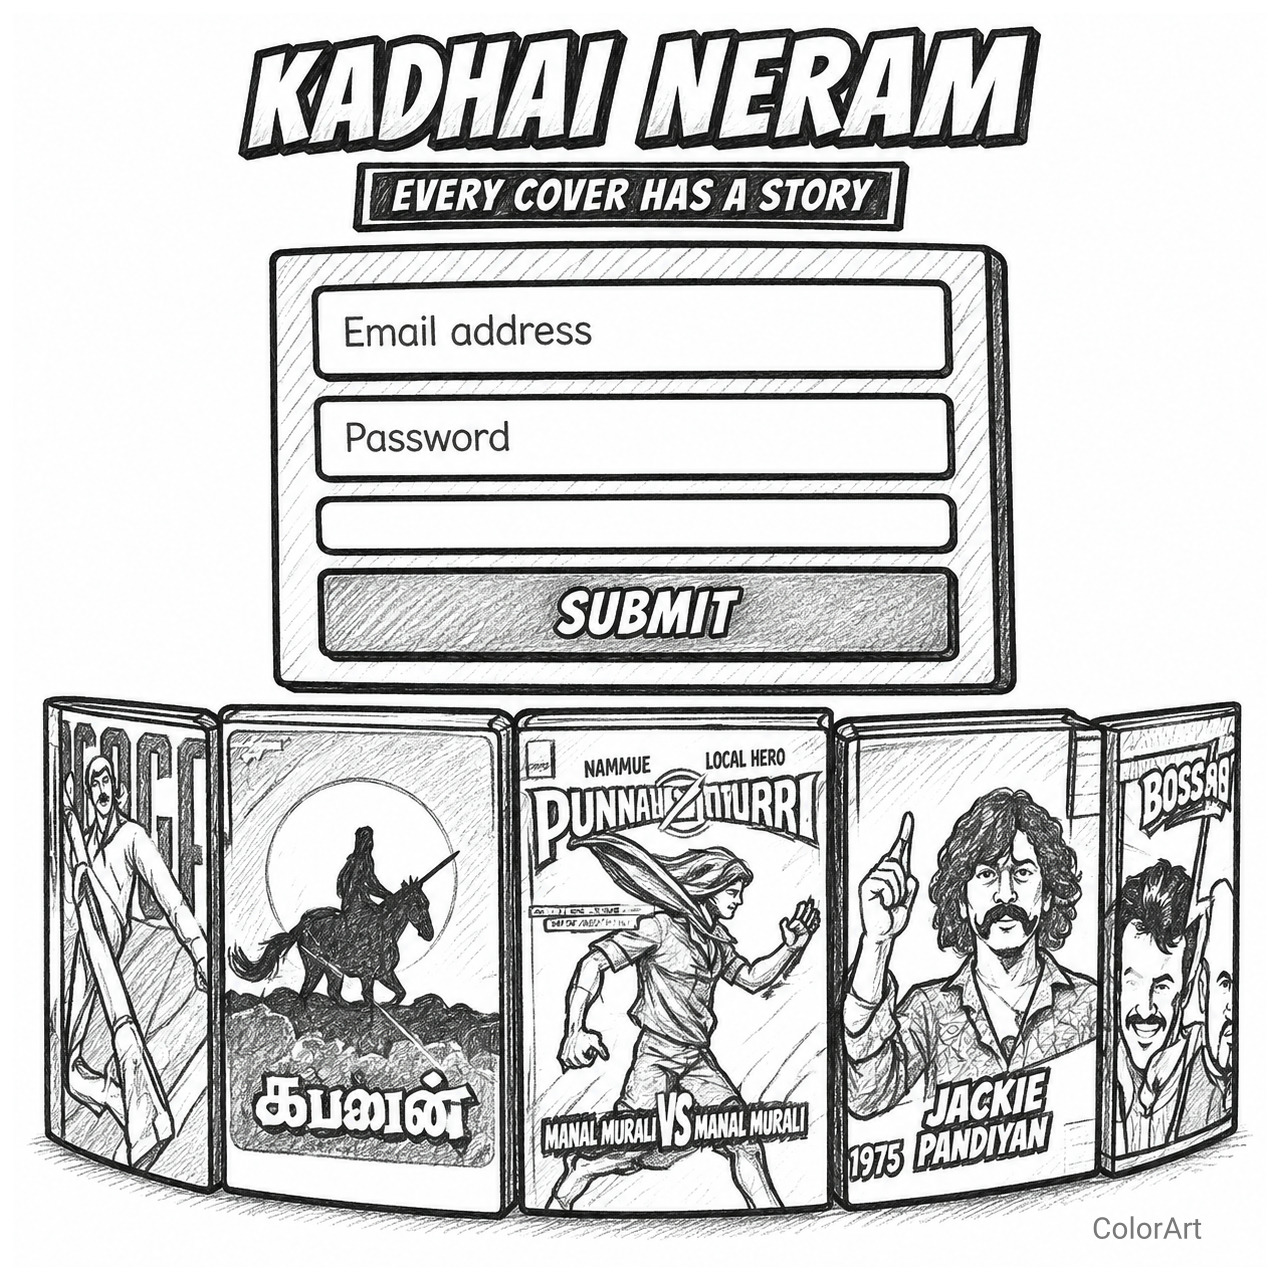 KADHAI NERAM
EVERY COVER HAS A STORY
Email address
Password
SUBMIT
NAMMUE LOCAL HERO
MANAL MURALI VS MANAL MURALI
JACKIE
1975 PANDIYAN
ColorArt